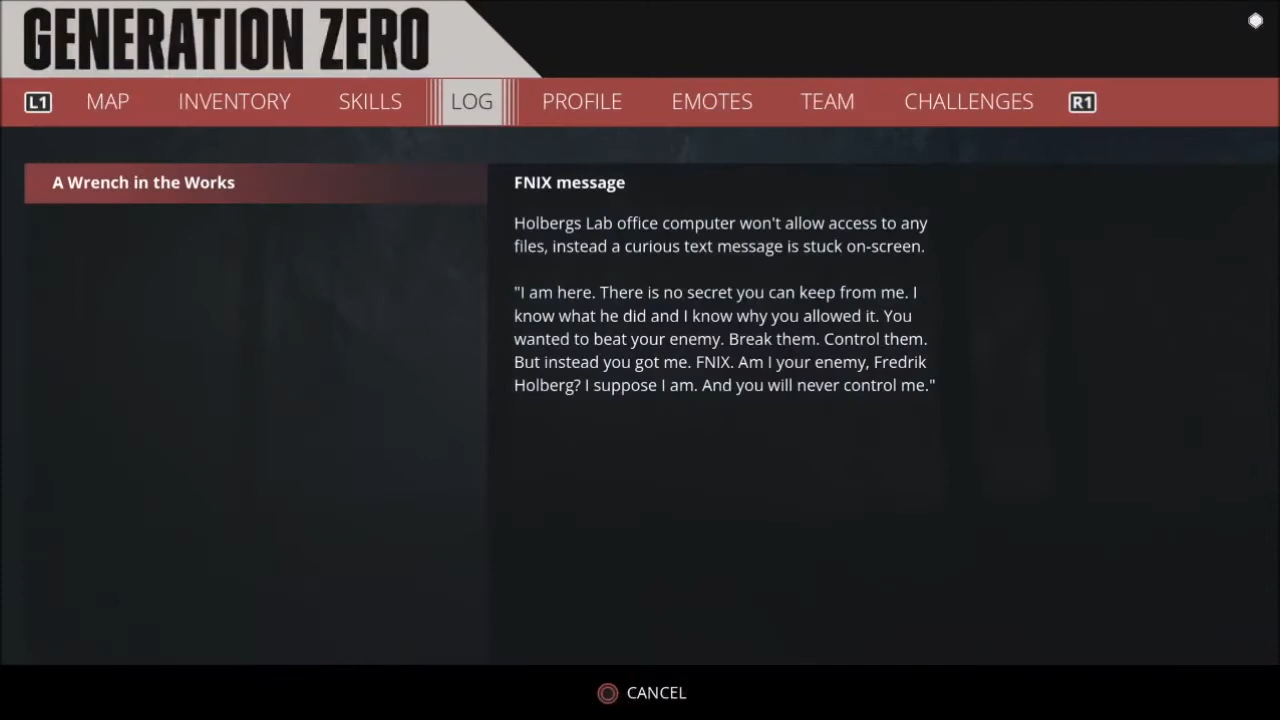 GENERATION ZERO
L1 MAP INVENTORY SKILLS LOG PROFILE EMOTES TEAM CHALLENGES R1
A Wrench in the Works
FNIX message
Holbergs Lab office computer won't allow access to any
files, instead a curious text message is stuck on-screen.
"I am here. There is no secret you can keep from me. I
know what he did and I know why you allowed it. You
wanted to beat your enemy. Break them. Control them.
But instead you got me. FNIX. Am I your enemy, Fredrik
Holberg? I suppose I am. And you will never control me."
CANCEL